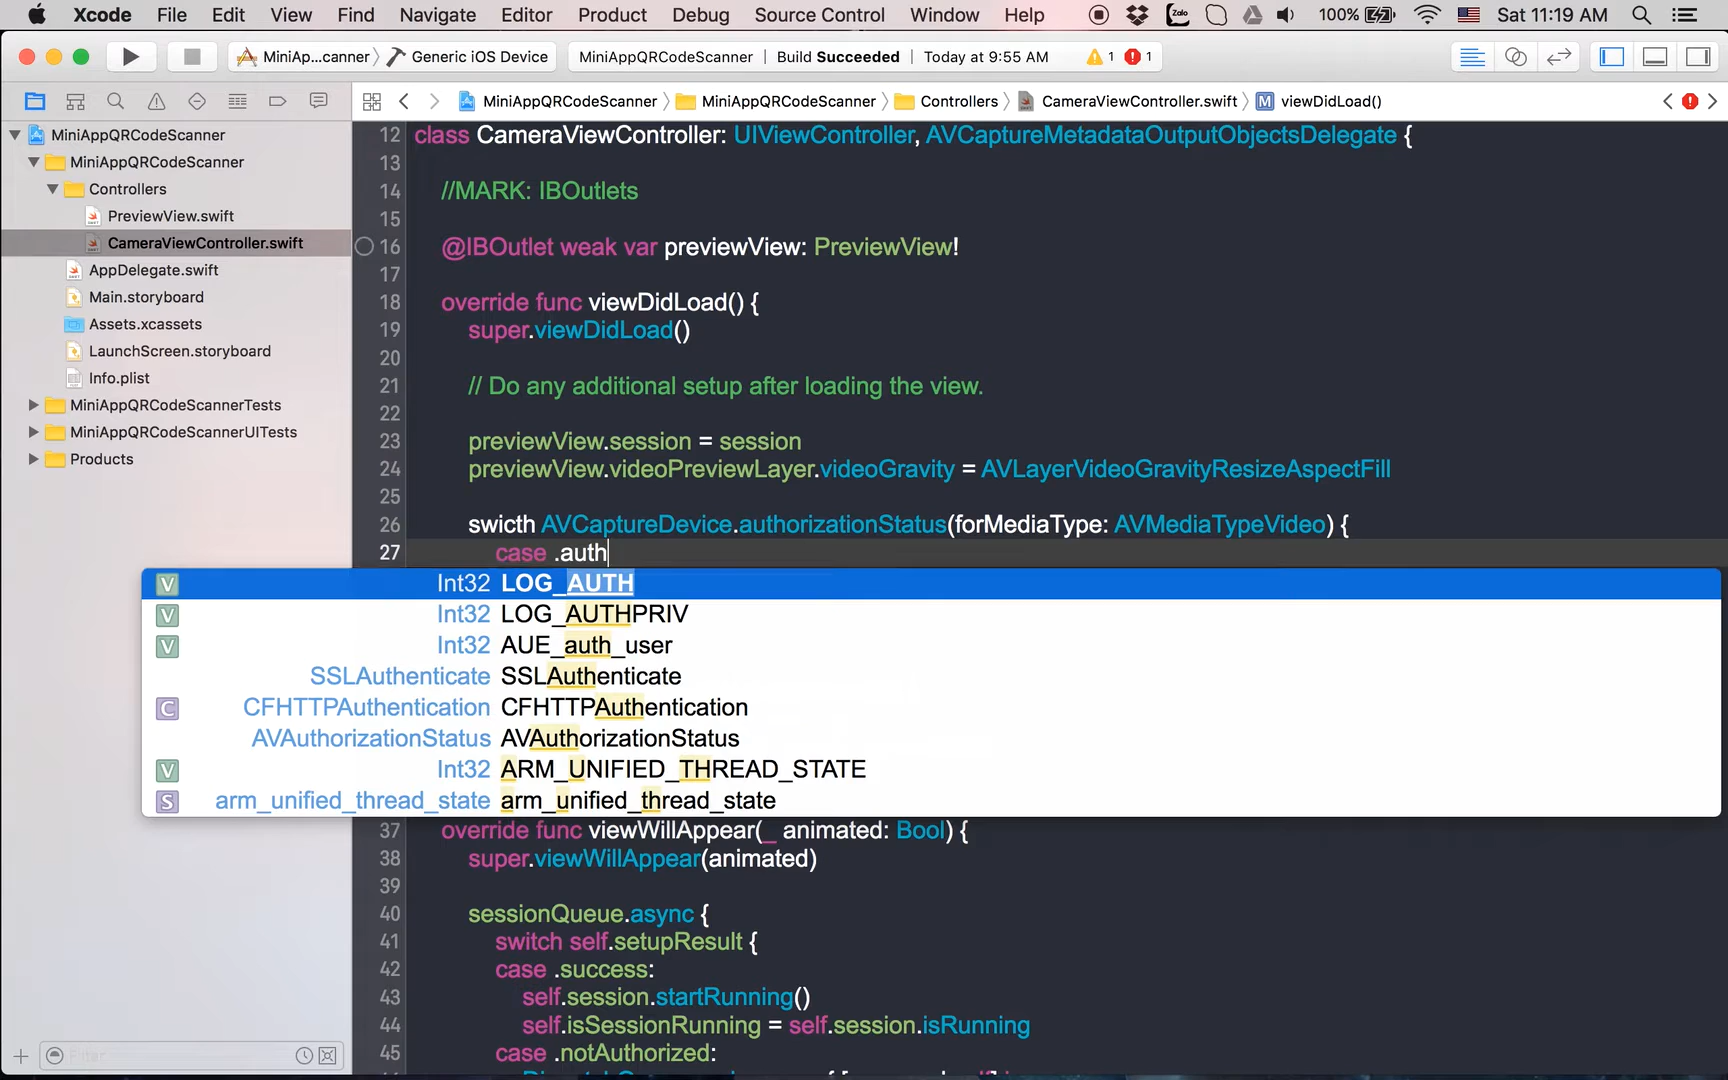 Xcode File Edit View Find Navigate Editor Product Debug Source Control Window Help Zalo 100% Sat 11:19 AM
MiniAp...canner Generic iOS Device MiniAppQRCodeScanner | Build Succeeded | Today at 9:55 AM 1 1
MiniAppQRCodeScanner MiniAppQRCodeScanner Controllers CameraViewController.swift M viewDidLoad()
MiniAppQRCodeScanner
MiniAppQRCodeScanner
Controllers
PreviewView.swift
CameraViewController.swift
AppDelegate.swift
Main.storyboard
Assets.xcassets
LaunchScreen.storyboard
Info.plist
MiniAppQRCodeScannerTests
MiniAppQRCodeScannerUITests
Products
Filter
12 class CameraViewController: UIViewController, AVCaptureMetadataOutputObjectsDelegate {
13
14 //MARK: IBOutlets
15
16 @IBOutlet weak var previewView: PreviewView!
17
18 override func viewDidLoad() {
19 super.viewDidLoad()
20
21 // Do any additional setup after loading the view.
22
23 previewView.session = session
24 previewView.videoPreviewLayer.videoGravity = AVLayerVideoGravityResizeAspectFill
25
26 swicth AVCaptureDevice.authorizationStatus(forMediaType: AVMediaTypeVideo) {
27 case .auth
V Int32 LOG_AUTH
V Int32 LOG_AUTHPRIV
V Int32 AUE_auth_user
SSLAuthenticate SSLAuthenticate
C CFHTTPAuthentication CFHTTPAuthentication
AVAuthorizationStatus AVAuthorizationStatus
V Int32 ARM_UNIFIED_THREAD_STATE
S arm_unified_thread_state arm_unified_thread_state
37 override func viewWillAppear(_ animated: Bool) {
38 super.viewWillAppear(animated)
39
40 sessionQueue.async {
41 switch self.setupResult {
42 case .success:
43 self.session.startRunning()
44 self.isSessionRunning = self.session.isRunning
45 case .notAuthorized: